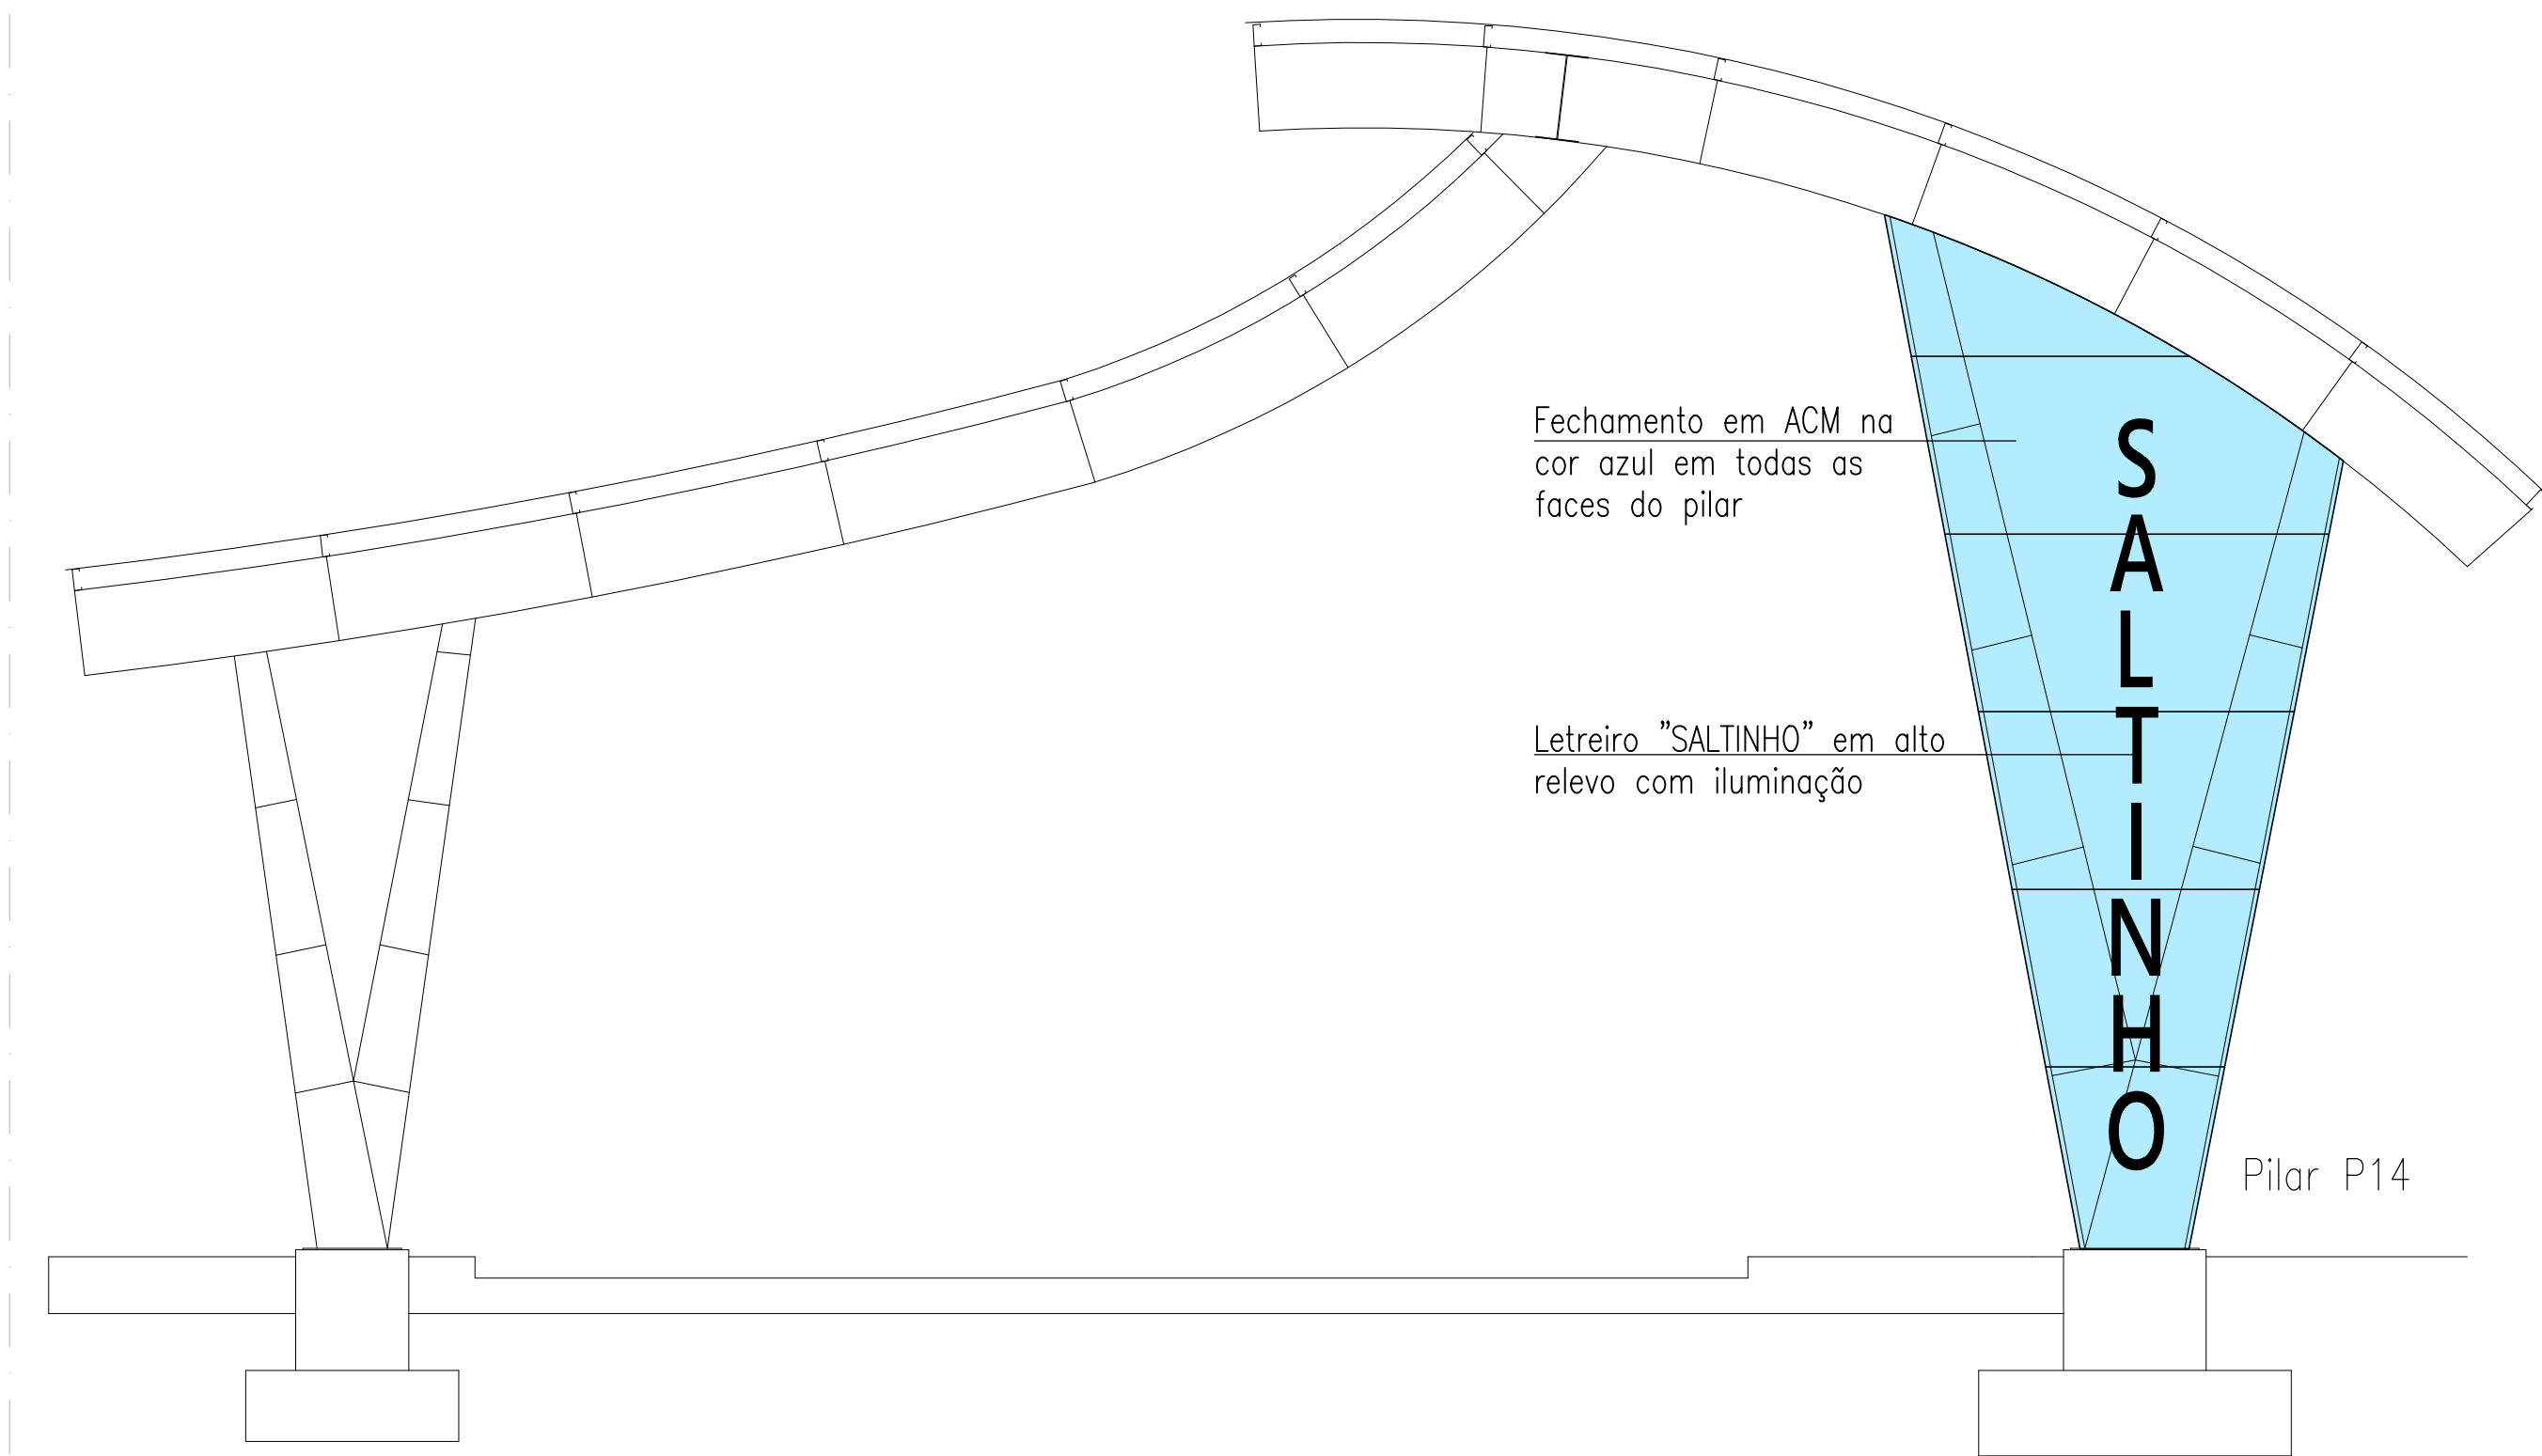 Fechamento em ACM na
cor azul em todas as
faces do pilar
Letreiro "SALTINHO" em alto
relevo com iluminação
SALTINHO
Pilar P14